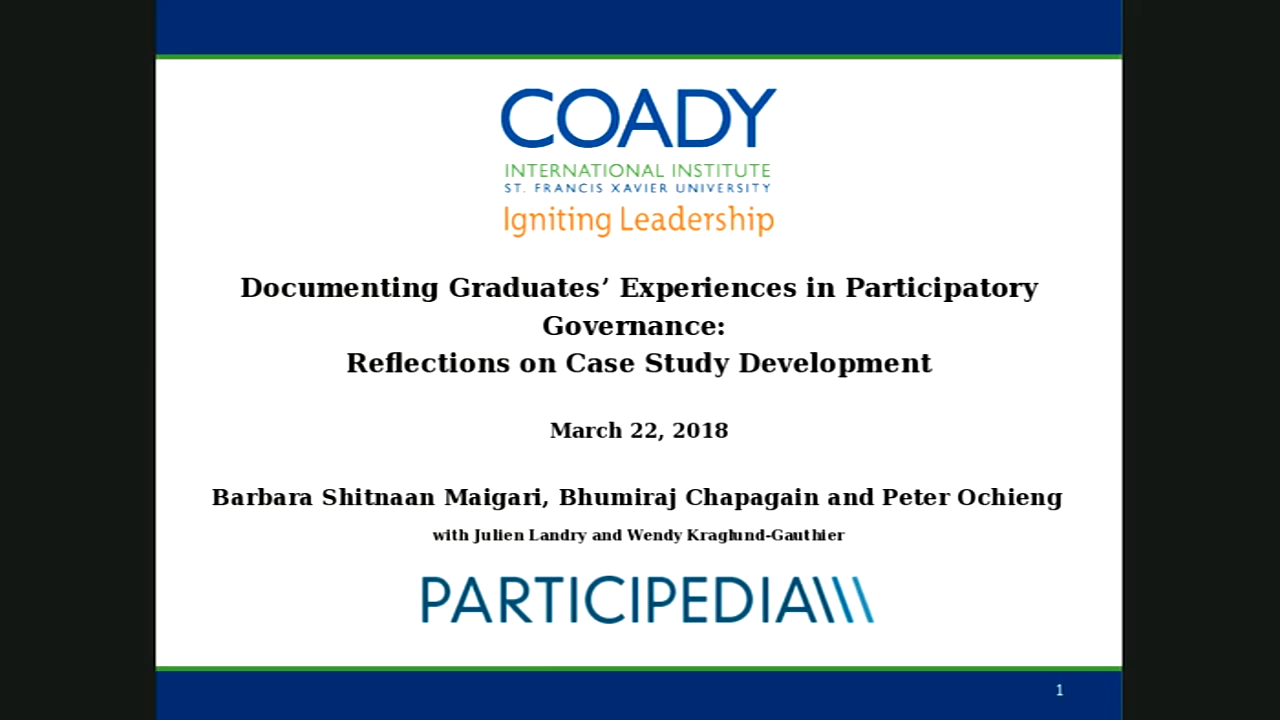 COADY
INTERNATIONAL INSTITUTE
ST. FRANCIS XAVIER UNIVERSITY
Igniting Leadership
Documenting Graduates’ Experiences in Participatory
Governance:
Reflections on Case Study Development
March 22, 2018
Barbara Shitnaan Maigari, Bhumiraj Chapagain and Peter Ochieng
with Julien Landry and Wendy Kraglund-Gauthier
PARTICIPEDIA
1